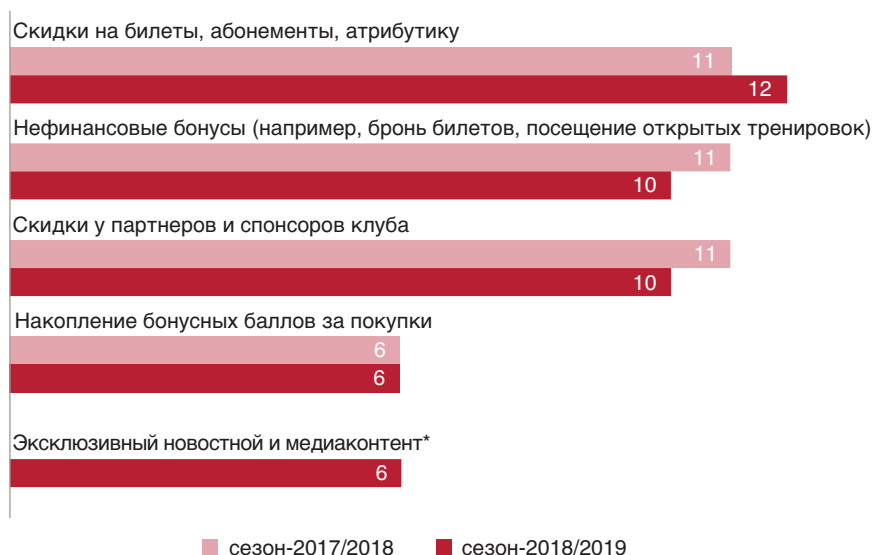 Скидки на билеты, абонементы, атрибутику
11
12
Нефинансовые бонусы (например, бронь билетов, посещение открытых тренировок)
11
10
Скидки у партнеров и спонсоров клуба
11
10
Накопление бонусных баллов за покупки
6
6
Эксклюзивный новостной и медиаконтент*
6
сезон-2017/2018 сезон-2018/2019